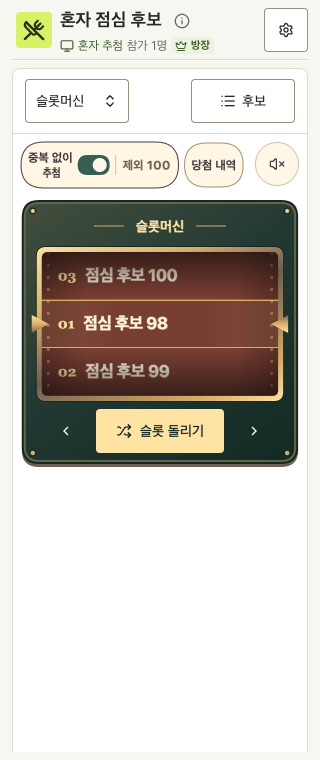 혼자 점심 후보
혼자 추첨 참가 1명 방장
슬롯머신
후보
중복 없이
추첨
제외 100
당첨 내역
슬롯머신
03 점심 후보 100
01 점심 후보 98
02 점심 후보 99
슬롯 돌리기